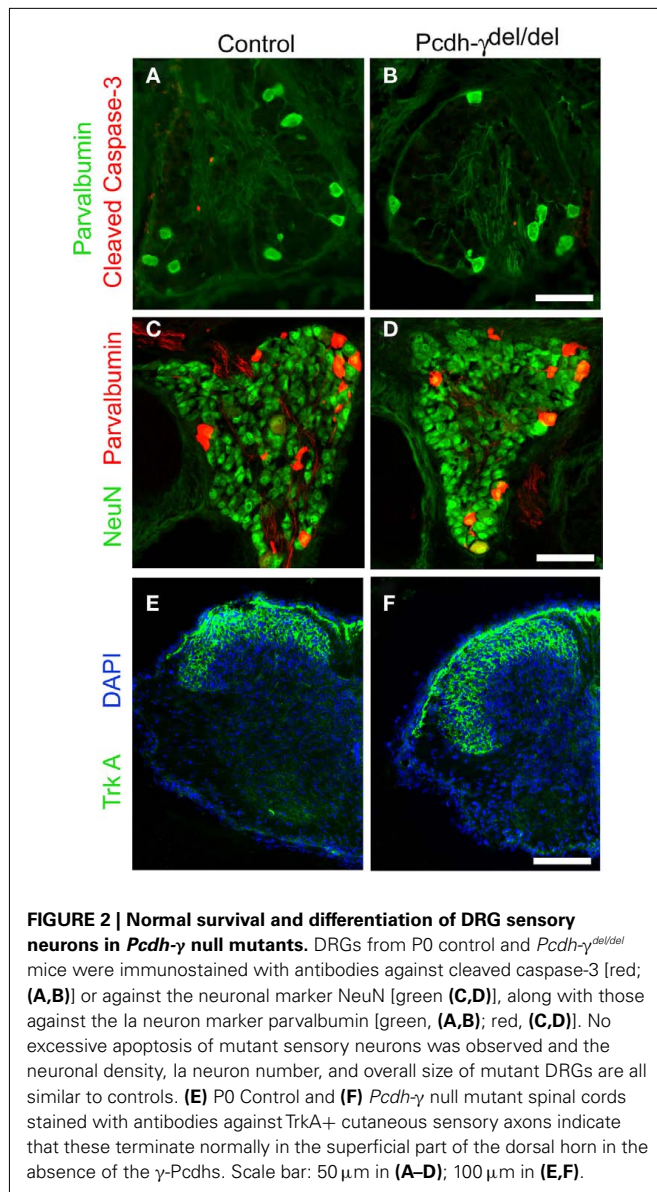 Control
Pcdh-γdel/del
Parvalbumin
Cleaved Caspase-3
A
B
NeuN
Parvalbumin
C
D
Trk A
DAPI
E
F
FIGURE 2 | Normal survival and differentiation of DRG sensory
neurons in Pcdh-γ null mutants. DRGs from P0 control and Pcdh-γdel/del
mice were immunostained with antibodies against cleaved caspase-3 [red;
(A,B)] or against the neuronal marker NeuN [green (C,D)], along with those
against the Ia neuron marker parvalbumin [green, (A,B); red, (C,D)]. No
excessive apoptosis of mutant sensory neurons was observed and the
neuronal density, Ia neuron number, and overall size of mutant DRGs are all
similar to controls. (E) P0 Control and (F) Pcdh-γ null mutant spinal cords
stained with antibodies against TrkA+ cutaneous sensory axons indicate
that these terminate normally in the superficial part of the dorsal horn in the
absence of the γ-Pcdhs. Scale bar: 50 μm in (A–D); 100 μm in (E,F).